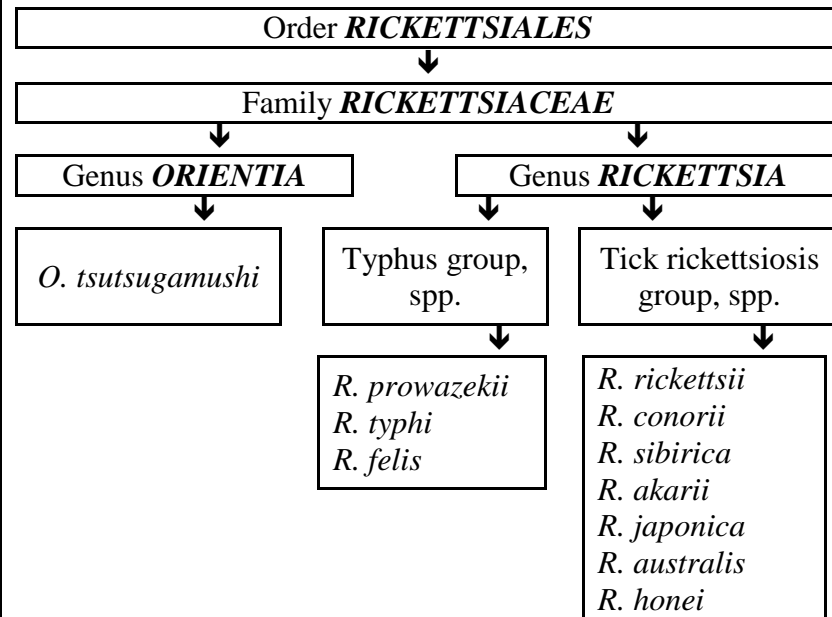 Order RICKETTSIALES
Family RICKETTSIACEAE
Genus ORIENTIA
Genus RICKETTSIA
O. tsutsugamushi
Typhus group,
spp.
Tick rickettsiosis
group, spp.
R. prowazekii
R. typhi
R. felis
R. rickettsii
R. conorii
R. sibirica
R. akarii
R. japonica
R. australis
R. honei